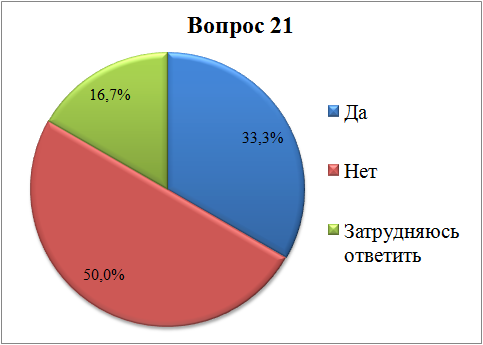 Вопрос 21
16,7%
33,3%
50,0%
Да
Нет
Затрудняюсь
ответить